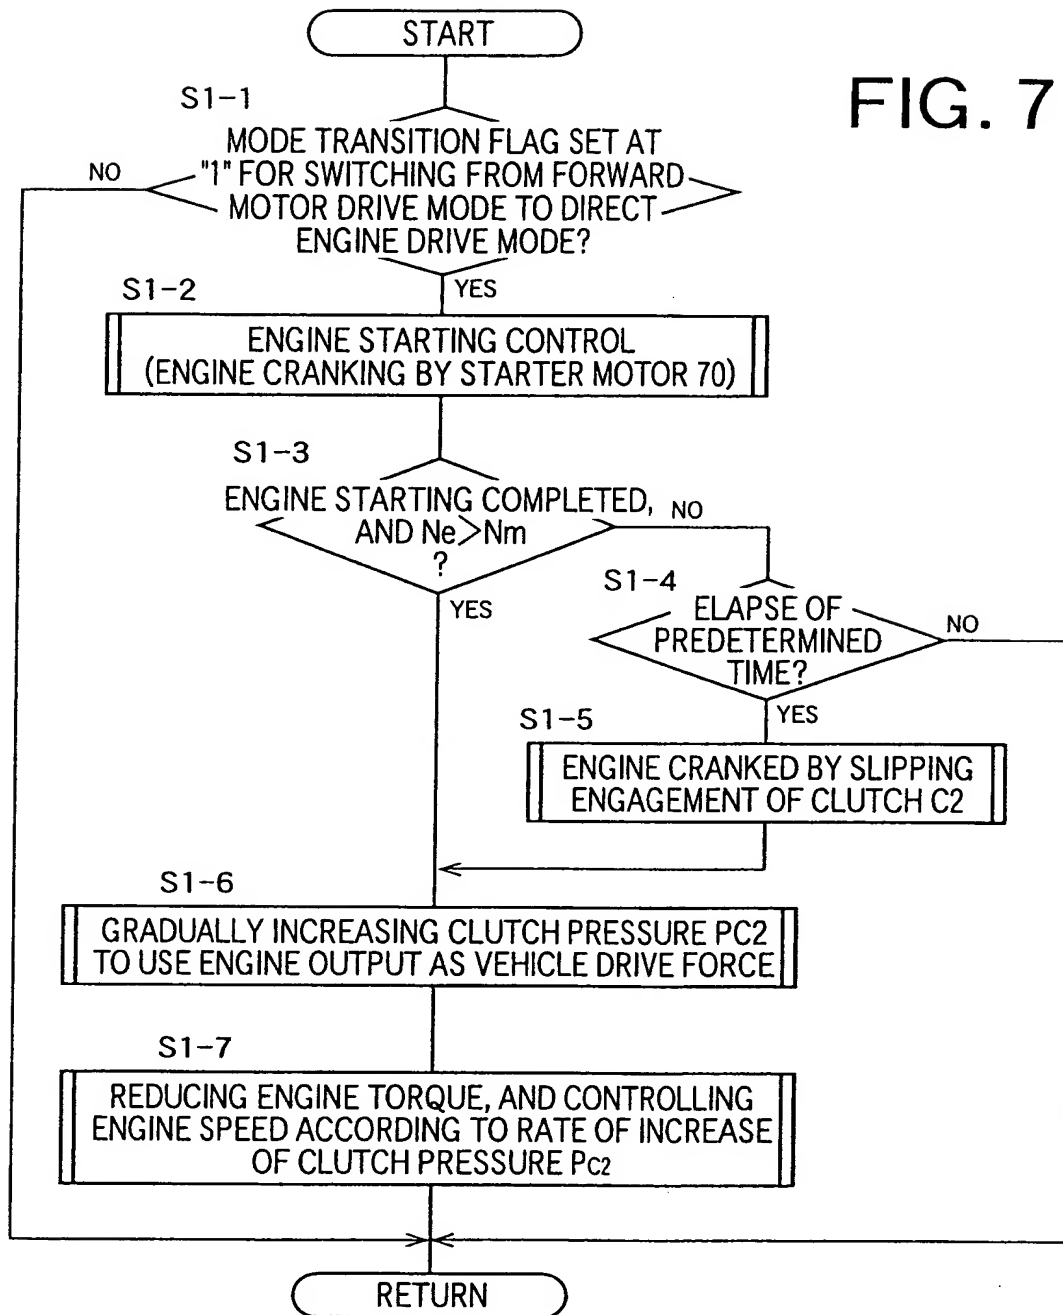 START
FIG. 7
S1-1
MODE TRANSITION FLAG SET AT
"1" FOR SWITCHING FROM FORWARD
MOTOR DRIVE MODE TO DIRECT
ENGINE DRIVE MODE?
NO
YES
S1-2
ENGINE STARTING CONTROL
(ENGINE CRANKING BY STARTER MOTOR 70)
S1-3
ENGINE STARTING COMPLETED,
AND Ne>Nm
?
NO
YES
S1-4
ELAPSE OF
PREDETERMINED
TIME?
NO
YES
S1-5
ENGINE CRANKED BY SLIPPING
ENGAGEMENT OF CLUTCH C2
S1-6
GRADUALLY INCREASING CLUTCH PRESSURE PC2
TO USE ENGINE OUTPUT AS VEHICLE DRIVE FORCE
S1-7
REDUCING ENGINE TORQUE, AND CONTROLLING
ENGINE SPEED ACCORDING TO RATE OF INCREASE
OF CLUTCH PRESSURE Pc2
RETURN